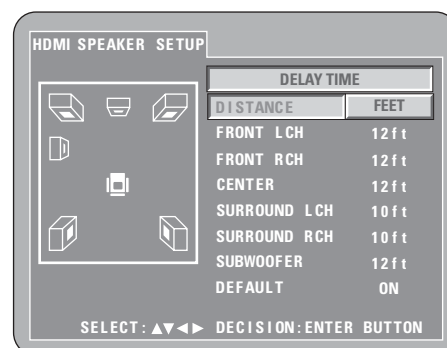 HDMI SPEAKER SETUP
DELAY TIME
DISTANCE FEET
FRONT LCH 12ft
FRONT RCH 12ft
CENTER 12ft
SURROUND LCH 10ft
SURROUND RCH 10ft
SUBWOOFER 12ft
DEFAULT ON
SELECT:▲▼◄► DECISION:ENTER BUTTON